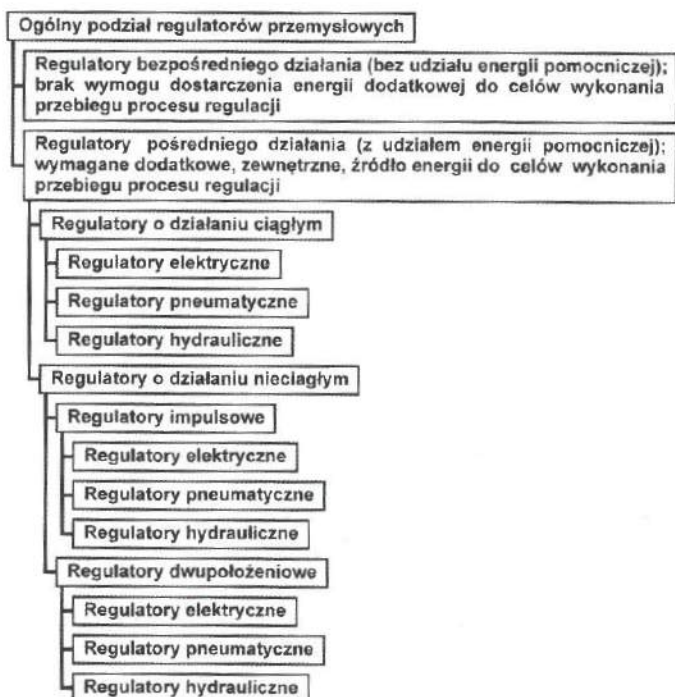 Ogólny podział regulatorów przemysłowych
Regulatory bezpośredniego działania (bez udziału energii pomocniczej);
brak wymogu dostarczenia energii dodatkowej do celów wykonania
przebiegu procesu regulacji
Regulatory pośredniego działania (z udziałem energii pomocniczej);
wymagane dodatkowe, zewnętrzne, źródło energii do celów wykonania
przebiegu procesu regulacji
Regulatory o działaniu ciągłym
Regulatory elektryczne
Regulatory pneumatyczne
Regulatory hydrauliczne
Regulatory o działaniu nieciagłym
Regulatory impulsowe
Regulatory elektryczne
Regulatory pneumatyczne
Regulatory hydrauliczne
Regulatory dwupołożeniowe
Regulatory elektryczne
Regulatory pneumatyczne
Regulatory hydrauliczne